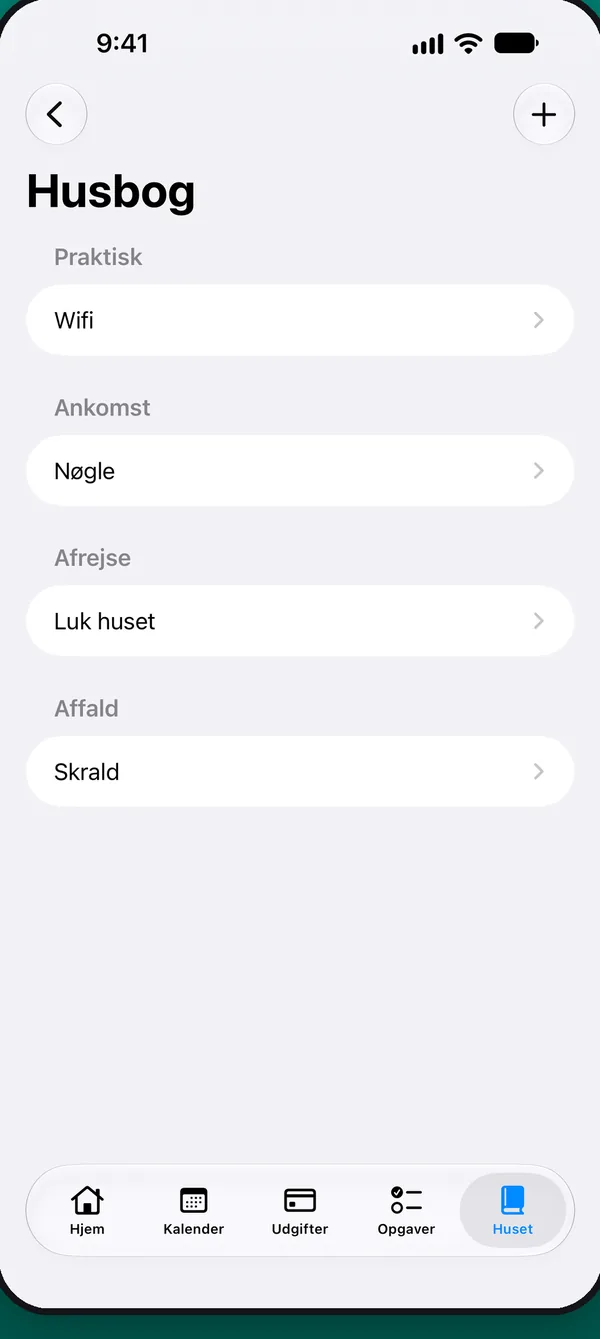 9:41
Husbog
Praktisk
Wifi
Ankomst
Nøgle
Afrejse
Luk huset
Affald
Skrald
Hjem Kalender Udgifter Opgaver Huset